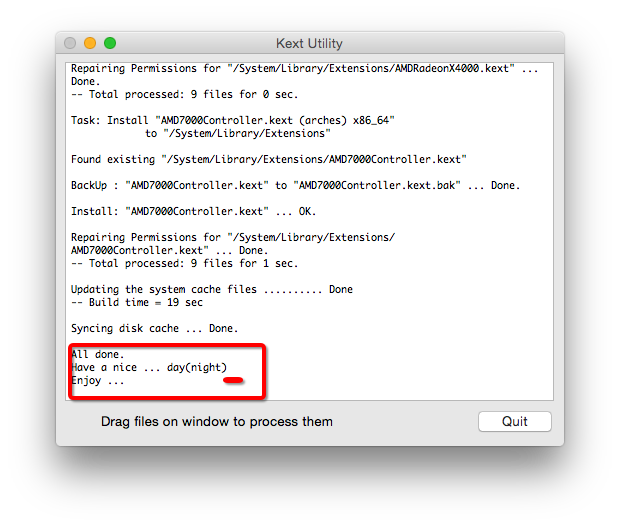 Kext Utility
Repairing Permissions for "/System/Library/Extensions/AMDRadeonX4000.kext" ...
Done.
-- Total processed: 9 files for 0 sec.
Task: Install "AMD7000Controller.kext (arches) x86_64"
to "/System/Library/Extensions"
Found existing "/System/Library/Extensions/AMD7000Controller.kext"
BackUp : "AMD7000Controller.kext" to "AMD7000Controller.kext.bak" ... Done.
Install: "AMD7000Controller.kext" ... OK.
Repairing Permissions for "/System/Library/Extensions/
AMD7000Controller.kext" ... Done.
-- Total processed: 9 files for 1 sec.
Updating the system cache files .......... Done
-- Build time = 19 sec
Syncing disk cache ... Done.
All done.
Have a nice ... day(night)
Enjoy ...
Drag files on window to process them
Quit